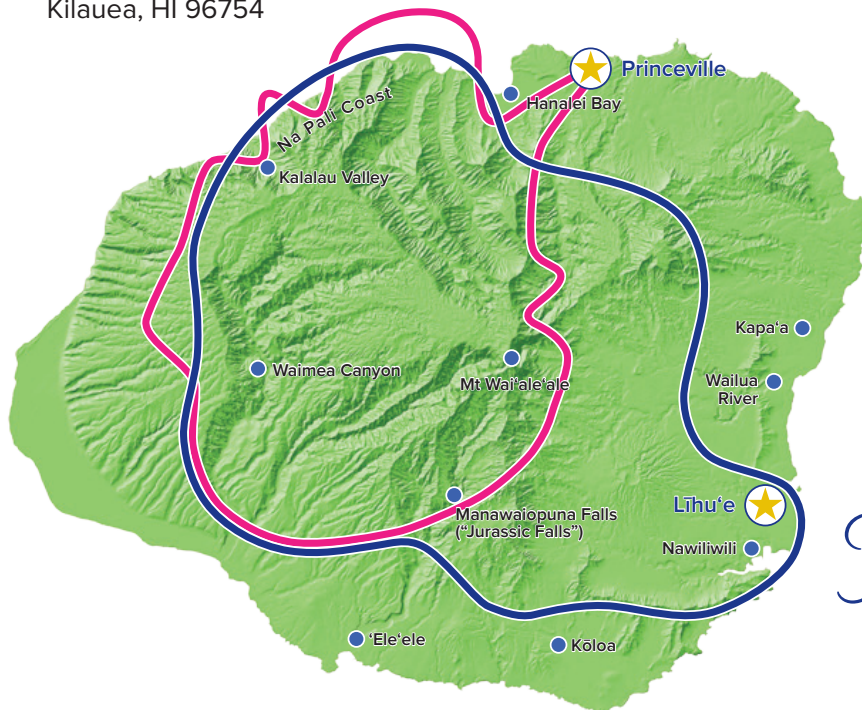 Kilauea, HI 96754
Princeville
Hanalei Bay
Na Pali Coast
Kalalau Valley
Kapa‘a
Waimea Canyon
Mt Wai‘ale‘ale
Wailua
River
Līhu‘e
Manawaiopuna Falls
(“Jurassic Falls”)
Nawiliwili
‘Ele‘ele
Kōloa